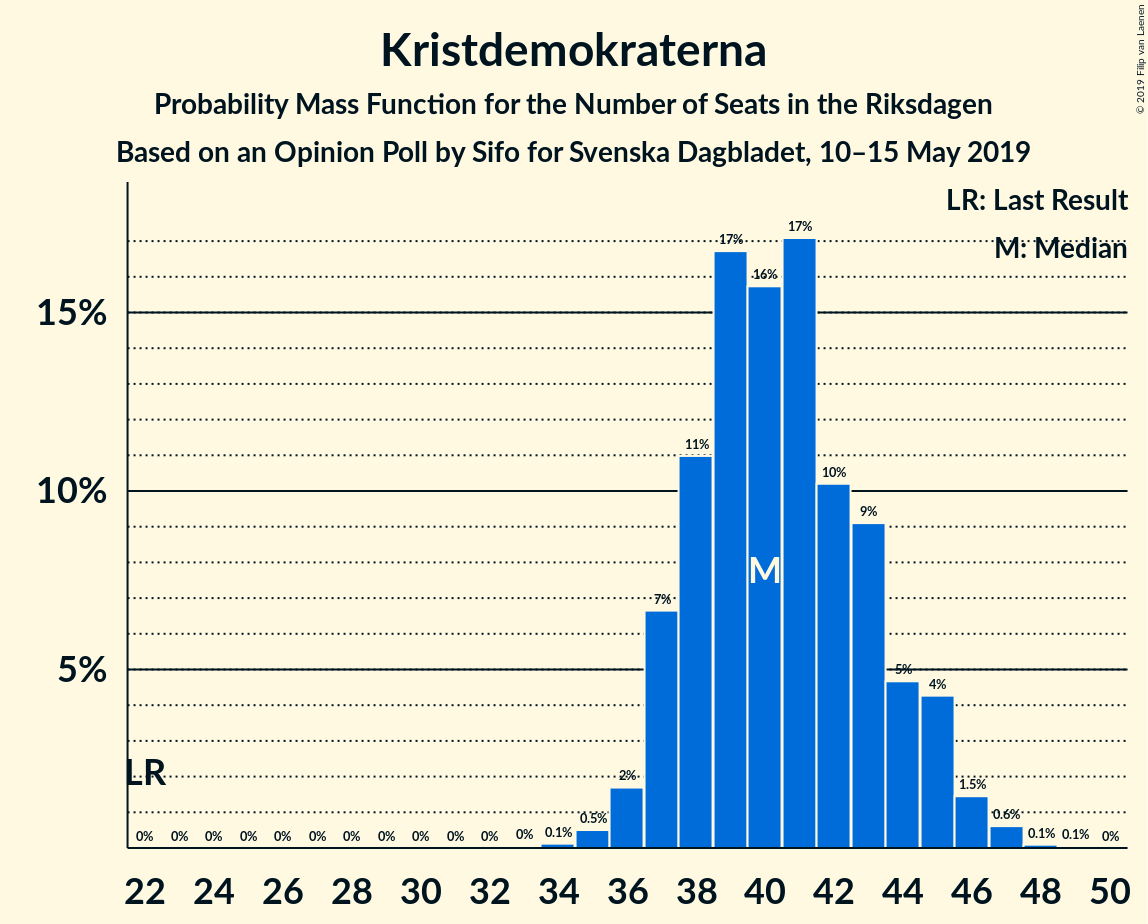 Kristdemokraterna
Probability Mass Function for the Number of Seats in the Riksdagen
Based on an Opinion Poll by Sifo for Svenska Dagbladet, 10–15 May 2019
© 2019 Filip van Laenen
LR: Last Result
M: Median
15%
10%
5%
LR
M
0% 0% 0% 0% 0% 0% 0% 0% 0% 0% 0% 0% 0.1% 0.5% 2% 7% 11% 17% 16% 17% 10% 9% 5% 4% 1.5% 0.6% 0.1% 0.1% 0%
22 24 26 28 30 32 34 36 38 40 42 44 46 48 50